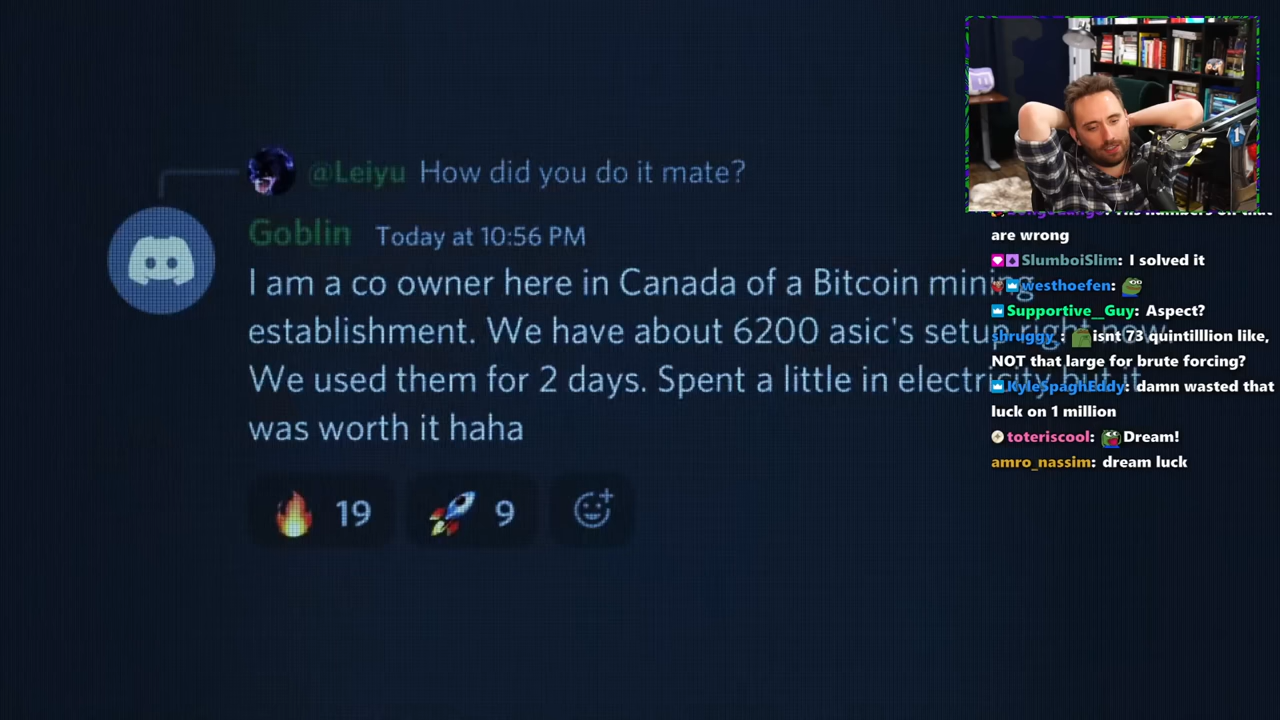 @Leiyu How did you do it mate?
Goblin Today at 10:56 PM
I am a co owner here in Canada of a Bitcoin mining
establishment. We have about 6200 asic's setup right now.
We used them for 2 days. Spent a little in electricity but it
was worth it haha
19 9
are wrong
SlumboiSlim: I solved it
westhoefen:
Supportive__Guy: Aspect?
shruggy_: isnt 73 quintilllion like,
NOT that large for brute forcing?
KyleSpaghEddy: damn wasted that
luck on 1 million
toteriscool: Dream!
amro_nassim: dream luck